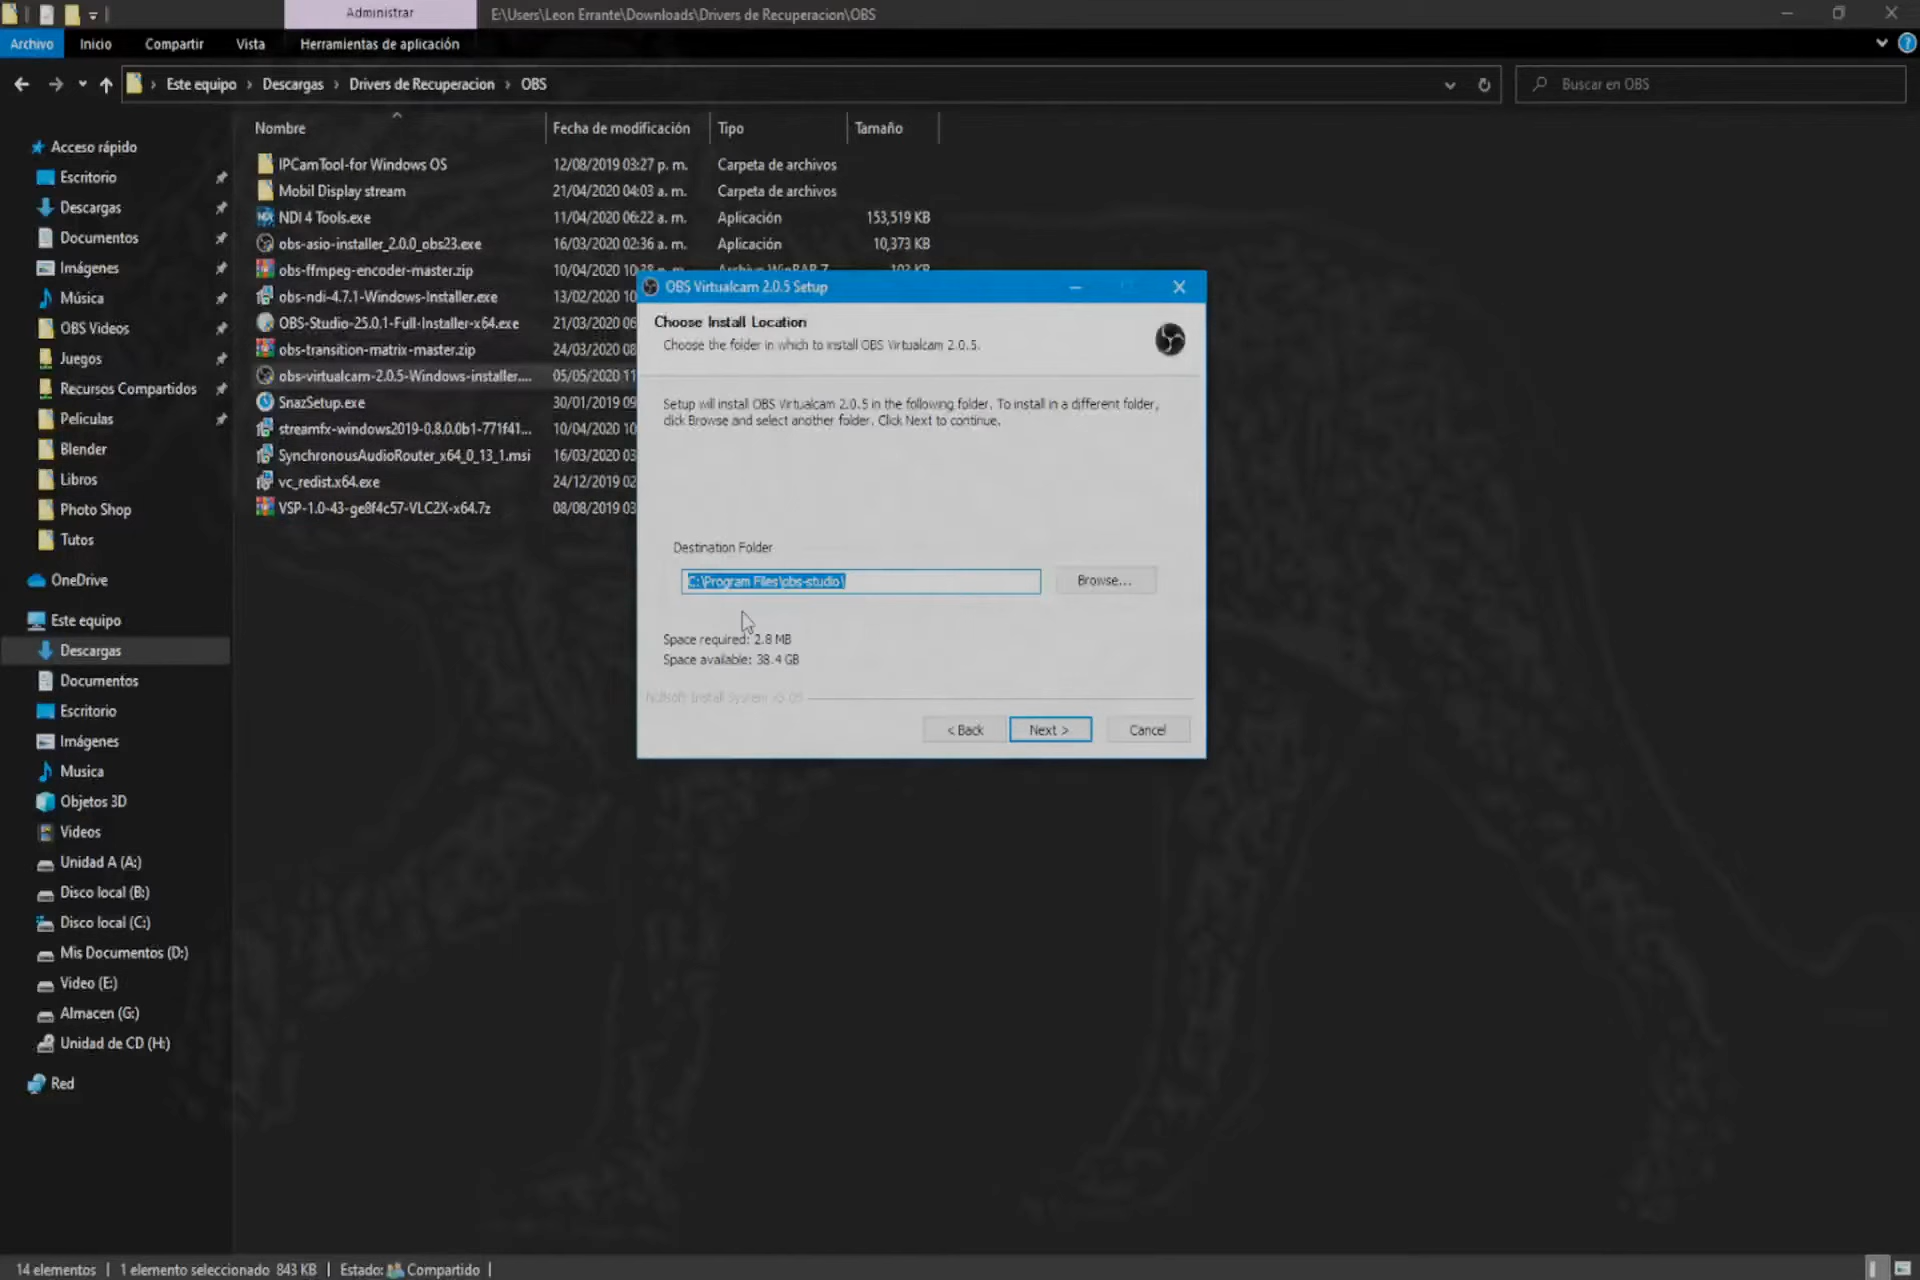 Administrar
E:\Users\Leon Errante\Downloads\Drivers de Recuperacion\OBS
Archivo
Inicio
Compartir
Vista
Herramientas de aplicación
Este equipo > Descargas > Drivers de Recuperacion > OBS
Buscar en OBS
Nombre
Fecha de modificación
Tipo
Tamaño
IPCamTool-for Windows OS 12/08/2019 03:27 p. m. Carpeta de archivos
Mobil Display stream 21/04/2020 04:03 a. m. Carpeta de archivos
NDI 4 Tools.exe 11/04/2020 06:22 a. m. Aplicación 153,519 KB
obs-asio-installer_2.0.0_obs23.exe 16/03/2020 02:36 a. m. Aplicación 10,373 KB
obs-ffmpeg-encoder-master.zip 10/04/2020
obs-ndi-4.7.1-Windows-Installer.exe 13/02/2020 10
OBS-Studio-25.0.1-Full-Installer-x64.exe 21/03/2020 06
obs-transition-matrix-master.zip 24/03/2020 08
obs-virtualcam-2.0.5-Windows-installer.... 05/05/2020 11
SnazSetup.exe 30/01/2019 09
streamfx-windows2019-0.8.0.0b1-771f41... 10/04/2020 10
SynchronousAudioRouter_x64_0_13_1.msi 16/03/2020 03
vc_redist.x64.exe 24/12/2019 02
VSP-1.0-43-ge8f4c57-VLC2X-x64.7z 08/08/2019 03
Acceso rápido
Escritorio
Descargas
Documentos
Imágenes
Música
OBS Videos
Juegos
Recursos Compartidos
Peliculas
Blender
Libros
Photo Shop
Tutos
OneDrive
Este equipo
Descargas
Documentos
Escritorio
Imágenes
Musica
Objetos 3D
Videos
Unidad A (A:)
Disco local (B:)
Disco local (C:)
Mis Documentos (D:)
Video (E:)
Almacen (G:)
Unidad de CD (H:)
Red
OBS Virtualcam 2.0.5 Setup
Choose Install Location
Choose the folder in which to install OBS Virtualcam 2.0.5.
Setup will install OBS Virtualcam 2.0.5 in the following folder. To install in a different folder,
click Browse and select another folder. Click Next to continue.
Destination Folder
C:\Program Files\obs-studio\
Browse...
Space required: 2.8 MB
Space available: 38.4 GB
Nullsoft Install System v3.05
< Back
Next >
Cancel
14 elementos | 1 elemento seleccionado 843 KB | Estado: Compartido |